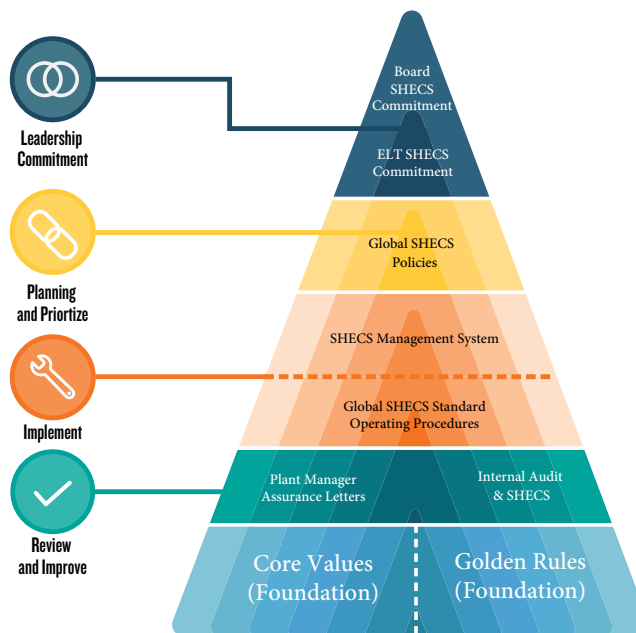 Board
SHECS
Commitment
ELT SHECS
Commitment
Leadership
Commitment
Global SHECS
Policies
Planning
and Priortize
SHECS Management System
Global SHECS Standard
Operating Procedures
Implement
Plant Manager
Assurance Letters
Internal Audit
& SHECS
Review
and Improve
Core Values
(Foundation)
Golden Rules
(Foundation)